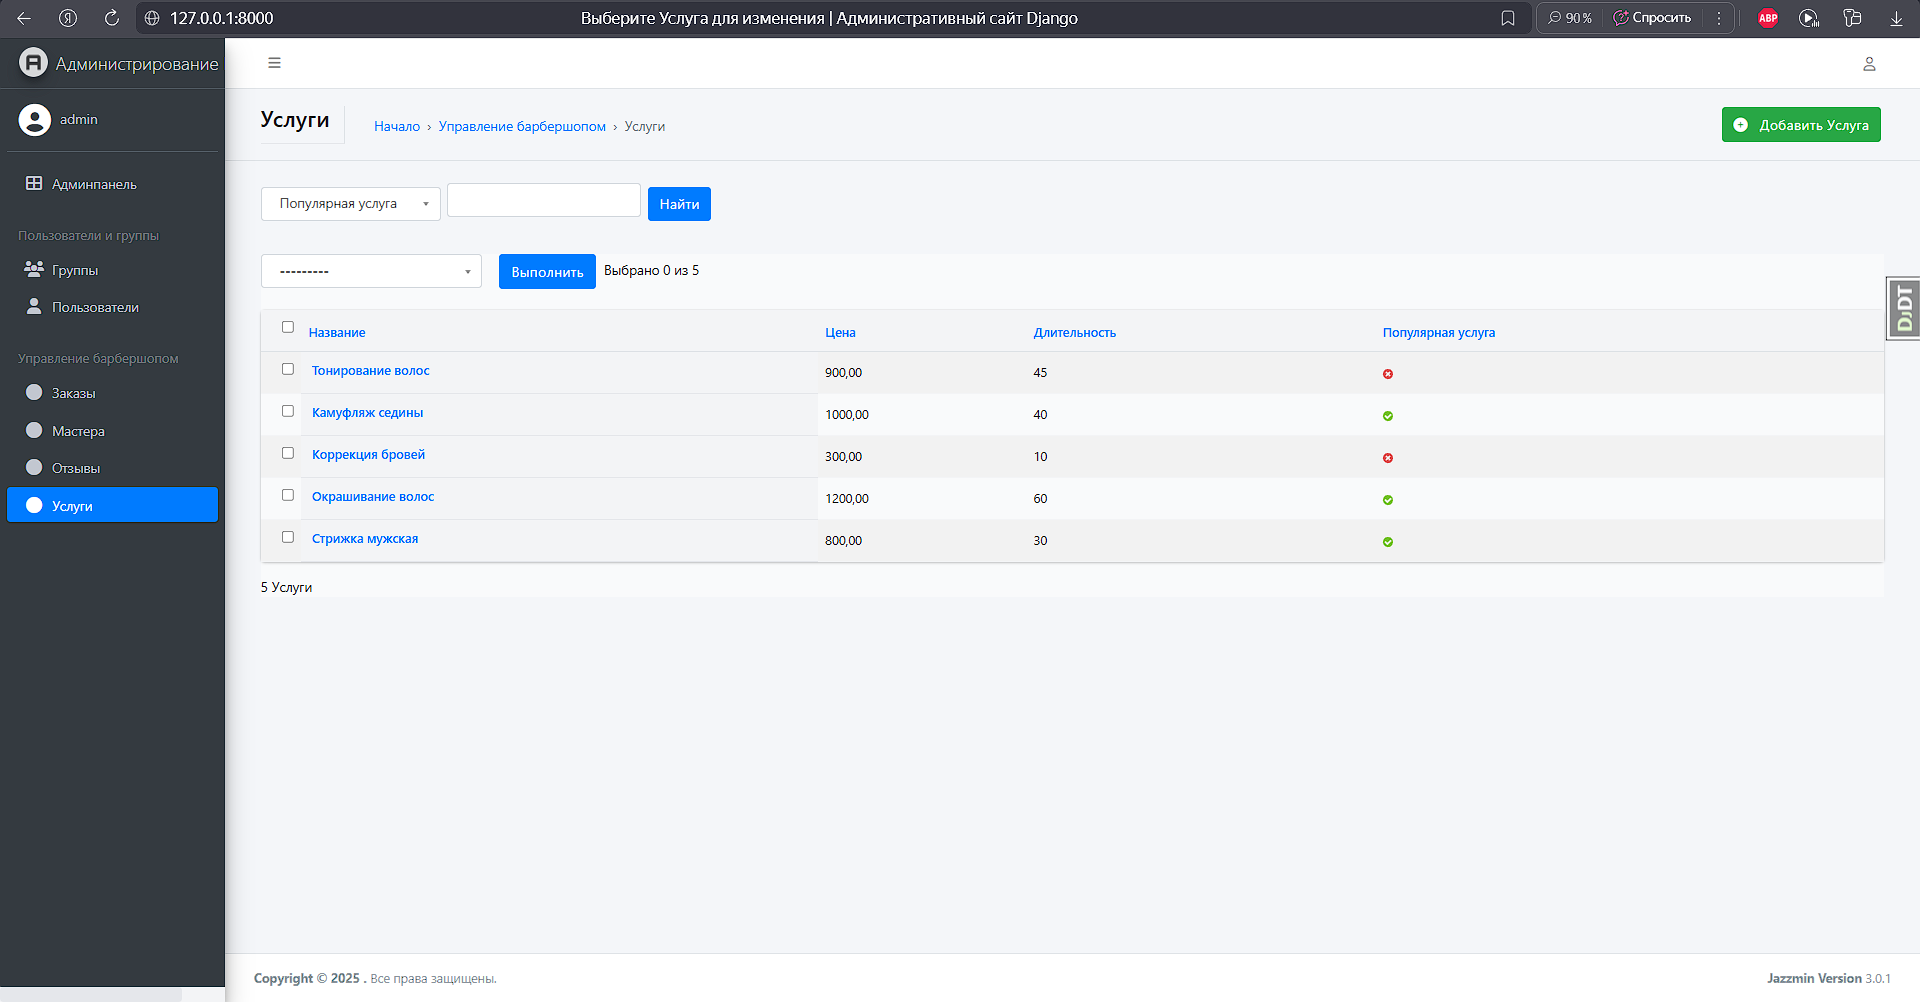 127.0.0.1:8000
Выберите Услуга для изменения | Административный сайт Django
90 %
Спросить
ABP
Администрирование
admin
Админпанель
Пользователи и группы
Группы
Пользователи
Управление барбершопом
Заказы
Мастера
Отзывы
Услуги
Услуги
Начало › Управление барбершопом › Услуги
Добавить Услуга
Популярная услуга
Найти
---------
Выполнить
Выбрано 0 из 5
Название Цена Длительность Популярная услуга
Тонирование волос 900,00 45
Камуфляж седины 1000,00 40
Коррекция бровей 300,00 10
Окрашивание волос 1200,00 60
Стрижка мужская 800,00 30
5 Услуги
DJDT
Copyright © 2025 . Все права защищены.
Jazzmin Version 3.0.1